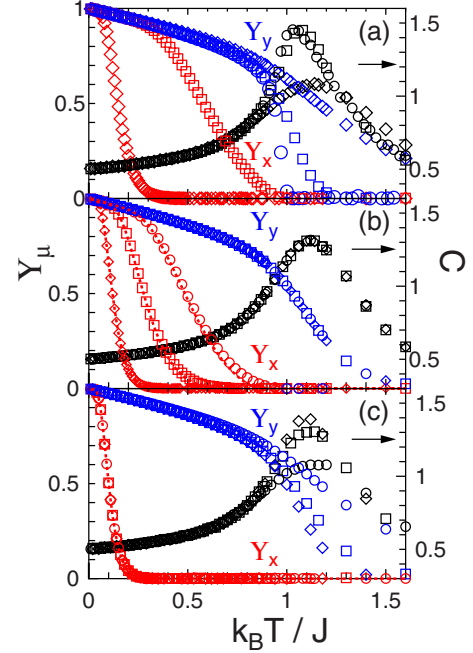 1 Y_y (a) 1.5
1
0.5
Y_x 0.5
0 (b) 1.5
Y_y
Y_μ 0.5 1 C
Y_x 0.5
0 (c) 1.5
Y_y
0.5 1
Y_x 0.5
0
0 0.5 1 1.5
k_BT / J